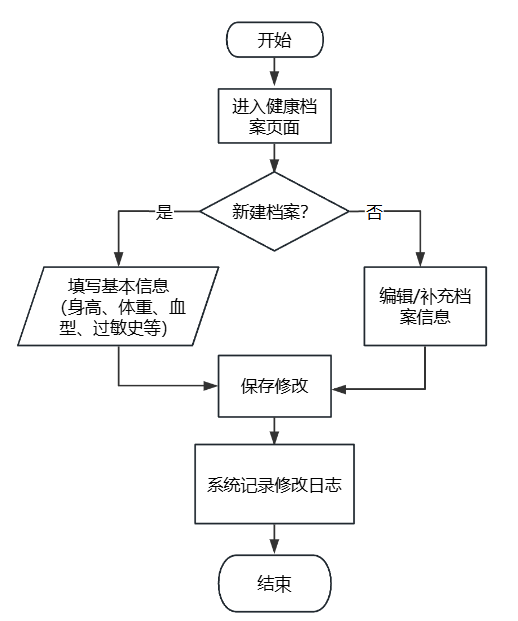 开始
进入健康档
案页面
新建档案？
是
否
填写基本信息
（身高、体重、血
型、过敏史等）
编辑/补充档
案信息
保存修改
系统记录修改日志
结束